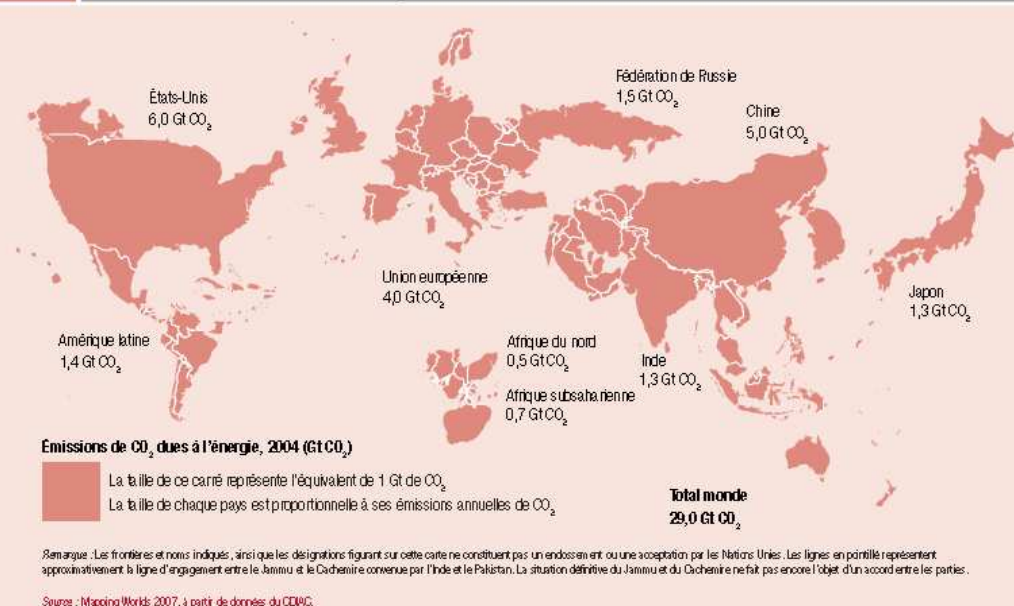 États-Unis
6,0 Gt CO₂
Fédération de Russie
1,5 Gt CO₂
Chine
5,0 Gt CO₂
Union européenne
4,0 Gt CO₂
Japon
1,3 Gt CO₂
Amérique latine
1,4 Gt CO₂
Afrique du nord
0,5 Gt CO₂
Inde
1,3 Gt CO₂
Afrique subsaharienne
0,7 Gt CO₂
Émissions de CO₂ dues à l'énergie, 2004 (Gt CO₂)
La taille de ce carré représente l'équivalent de 1 Gt de CO₂
La taille de chaque pays est proportionnelle à ses émissions annuelles de CO₂
Total monde
29,0 Gt CO₂
Remarque : Les frontières et noms indiqués, ainsi que les désignations figurant sur cette carte ne constituent pas un endossement ou une acceptation par les Nations Unies. Les lignes en pointillé représentent
approximativement la ligne d'engagement entre le Jammu et le Cachemire convenue par l'Inde et le Pakistan. La situation définitive du Jammu et du Cachemire ne fait pas encore l'objet d'un accord entre les parties.
Source : Mapping Worlds 2007, à partir de données du CDIAC.